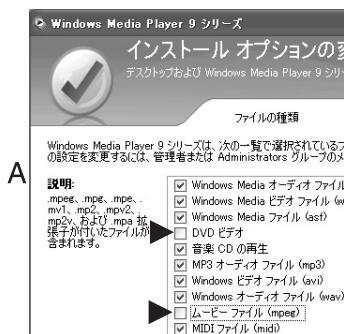 Windows Media Player 9 シリーズ
インストール オプションの
デスクトップおよび Windows Media Player 9 シリ
ファイルの種類
Windows Media Player 9 シリーズは、次の一覧で選択されている
の設定を変更するには、管理者または Administrators グループのメ
A
説明:
.mpeg、.mpg、.mpe、.
mv1、.mp2、.mpv2、.
mp2v、および .mpa 拡
張子が付いたファイルが
含まれます。
Windows Media オーディオ ファイル
Windows Media ビデオ ファイル (w
Windows Media ファイル (asf)
DVD ビデオ
音楽 CD の再生
MP3 オーディオ ファイル (mp3)
Windows ビデオ ファイル (avi)
Windows オーディオ ファイル (wav)
ムービー ファイル (mpeg)
MIDI ファイル (midi)